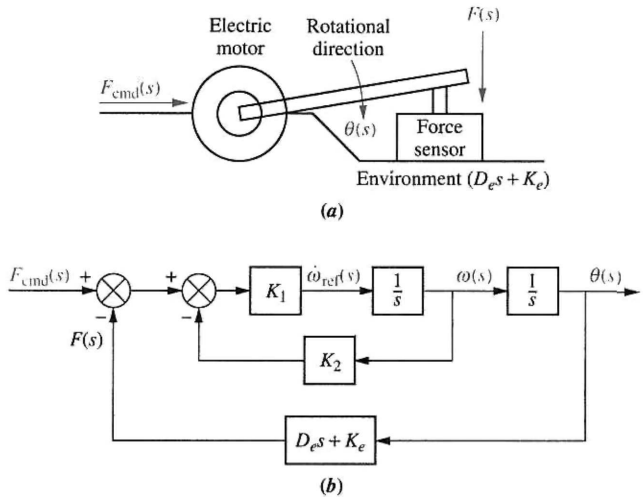 Electric
motor
Rotational
direction
F(s)
F_cmd(s)
θ(s)
Force
sensor
Environment (D_e s + K_e)
(a)
F_cmd(s) + + K_1 ω̇_ref(s) 1/s ω(s) 1/s θ(s)
− −
F(s)
K_2
D_e s + K_e
(b)